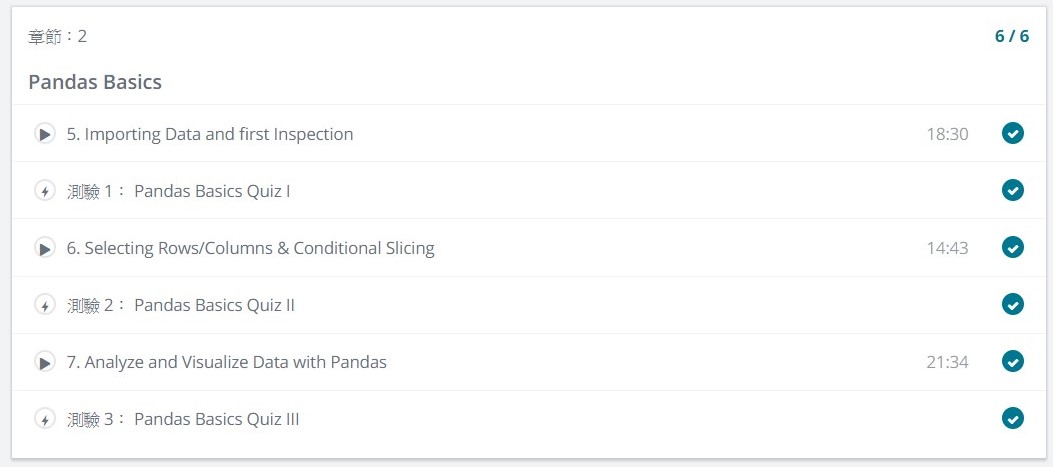 章節：2 6 / 6
Pandas Basics
5. Importing Data and first Inspection 18:30
測驗 1： Pandas Basics Quiz I
6. Selecting Rows/Columns & Conditional Slicing 14:43
測驗 2： Pandas Basics Quiz II
7. Analyze and Visualize Data with Pandas 21:34
測驗 3： Pandas Basics Quiz III